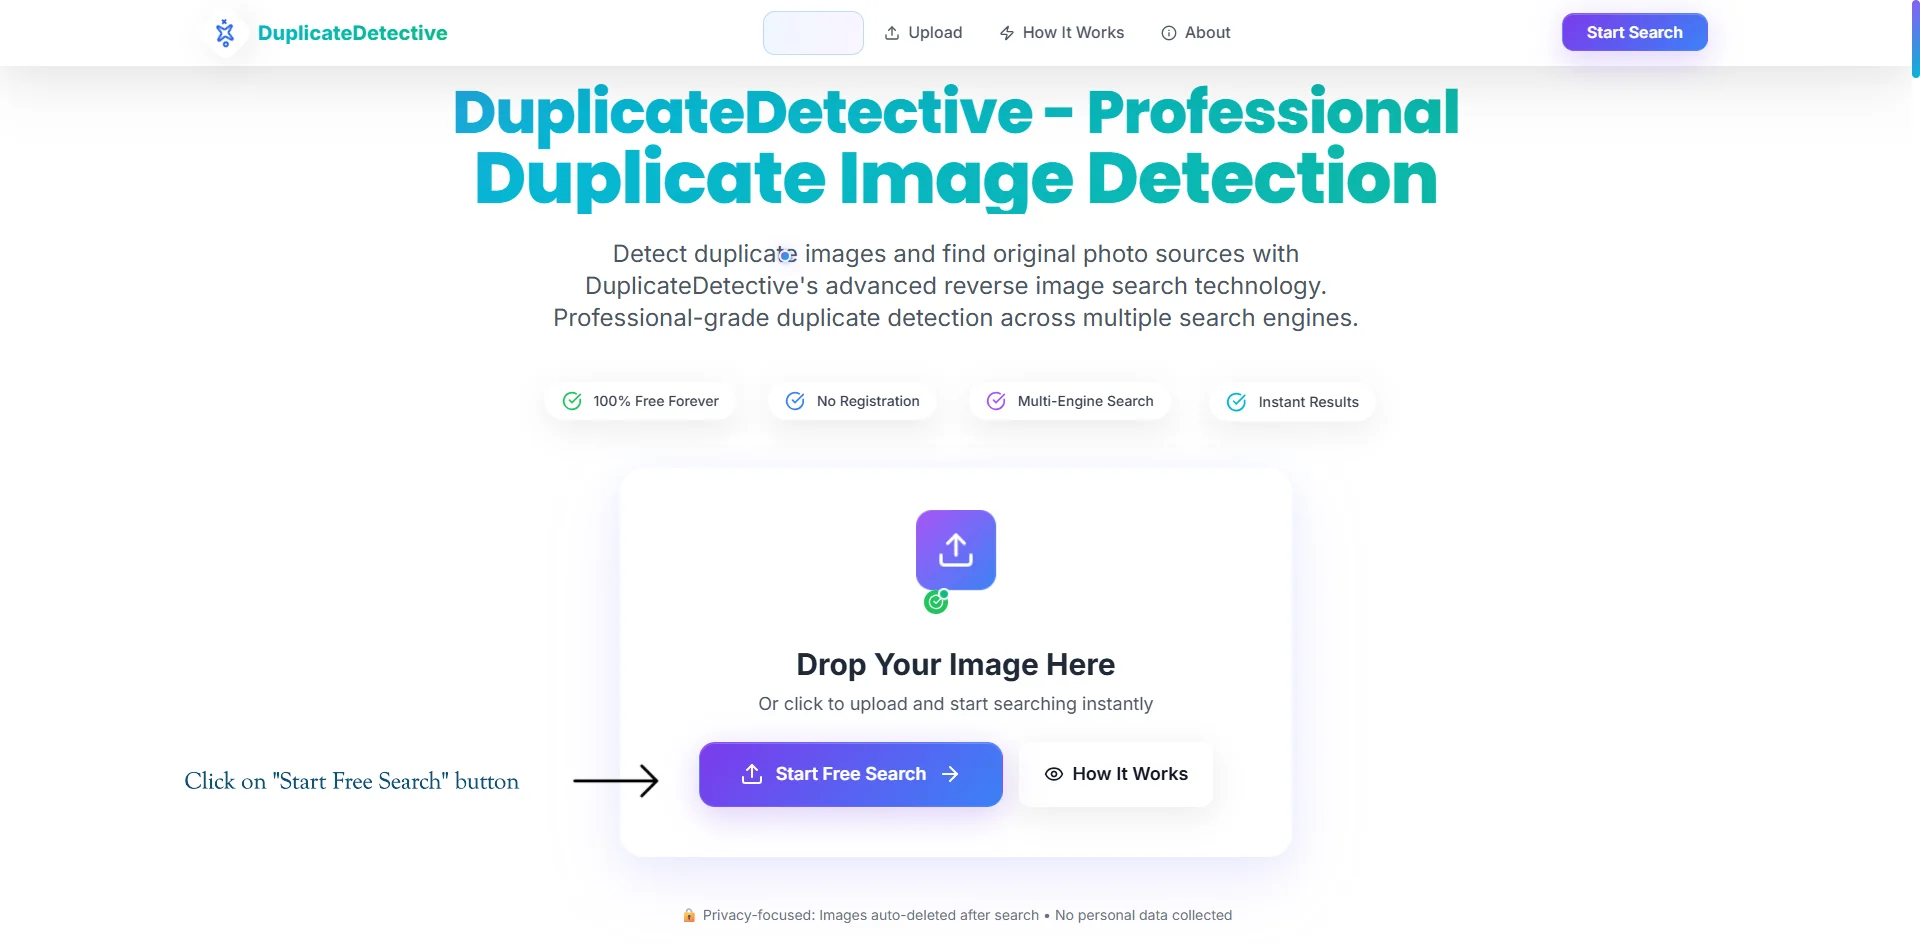 DuplicateDetective
Upload
How It Works
About
Start Search
DuplicateDetective - Professional
Duplicate Image Detection
Detect duplicate images and find original photo sources with
DuplicateDetective's advanced reverse image search technology.
Professional-grade duplicate detection across multiple search engines.
100% Free Forever
No Registration
Multi-Engine Search
Instant Results
Drop Your Image Here
Or click to upload and start searching instantly
Click on "Start Free Search" button
Start Free Search
How It Works
Privacy-focused: Images auto-deleted after search • No personal data collected